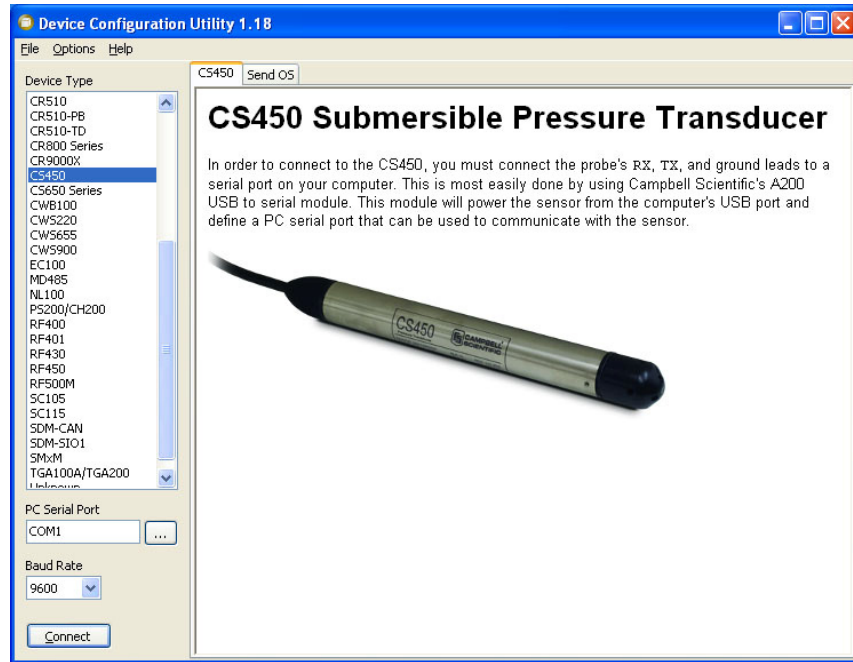 Device Configuration Utility 1.18
File Options Help
Device Type
CR510
CR510-PB
CR510-TD
CR800 Series
CR9000X
CS450
CS650 Series
CWB100
CWS220
CWS655
CWS900
EC100
MD485
NL100
PS200/CH200
RF400
RF401
RF430
RF450
RF500M
SC105
SC115
SDM-CAN
SDM-SIO1
SMxM
TGA100A/TGA200
PC Serial Port
COM1
...
Baud Rate
9600
Connect
CS450 Send OS
CS450 Submersible Pressure Transducer
In order to connect to the CS450, you must connect the probe's RX, TX, and ground leads to a
serial port on your computer. This is most easily done by using Campbell Scientific's A200
USB to serial module. This module will power the sensor from the computer's USB port and
define a PC serial port that can be used to communicate with the sensor.
CS450
CAMPBELL
SCIENTIFIC